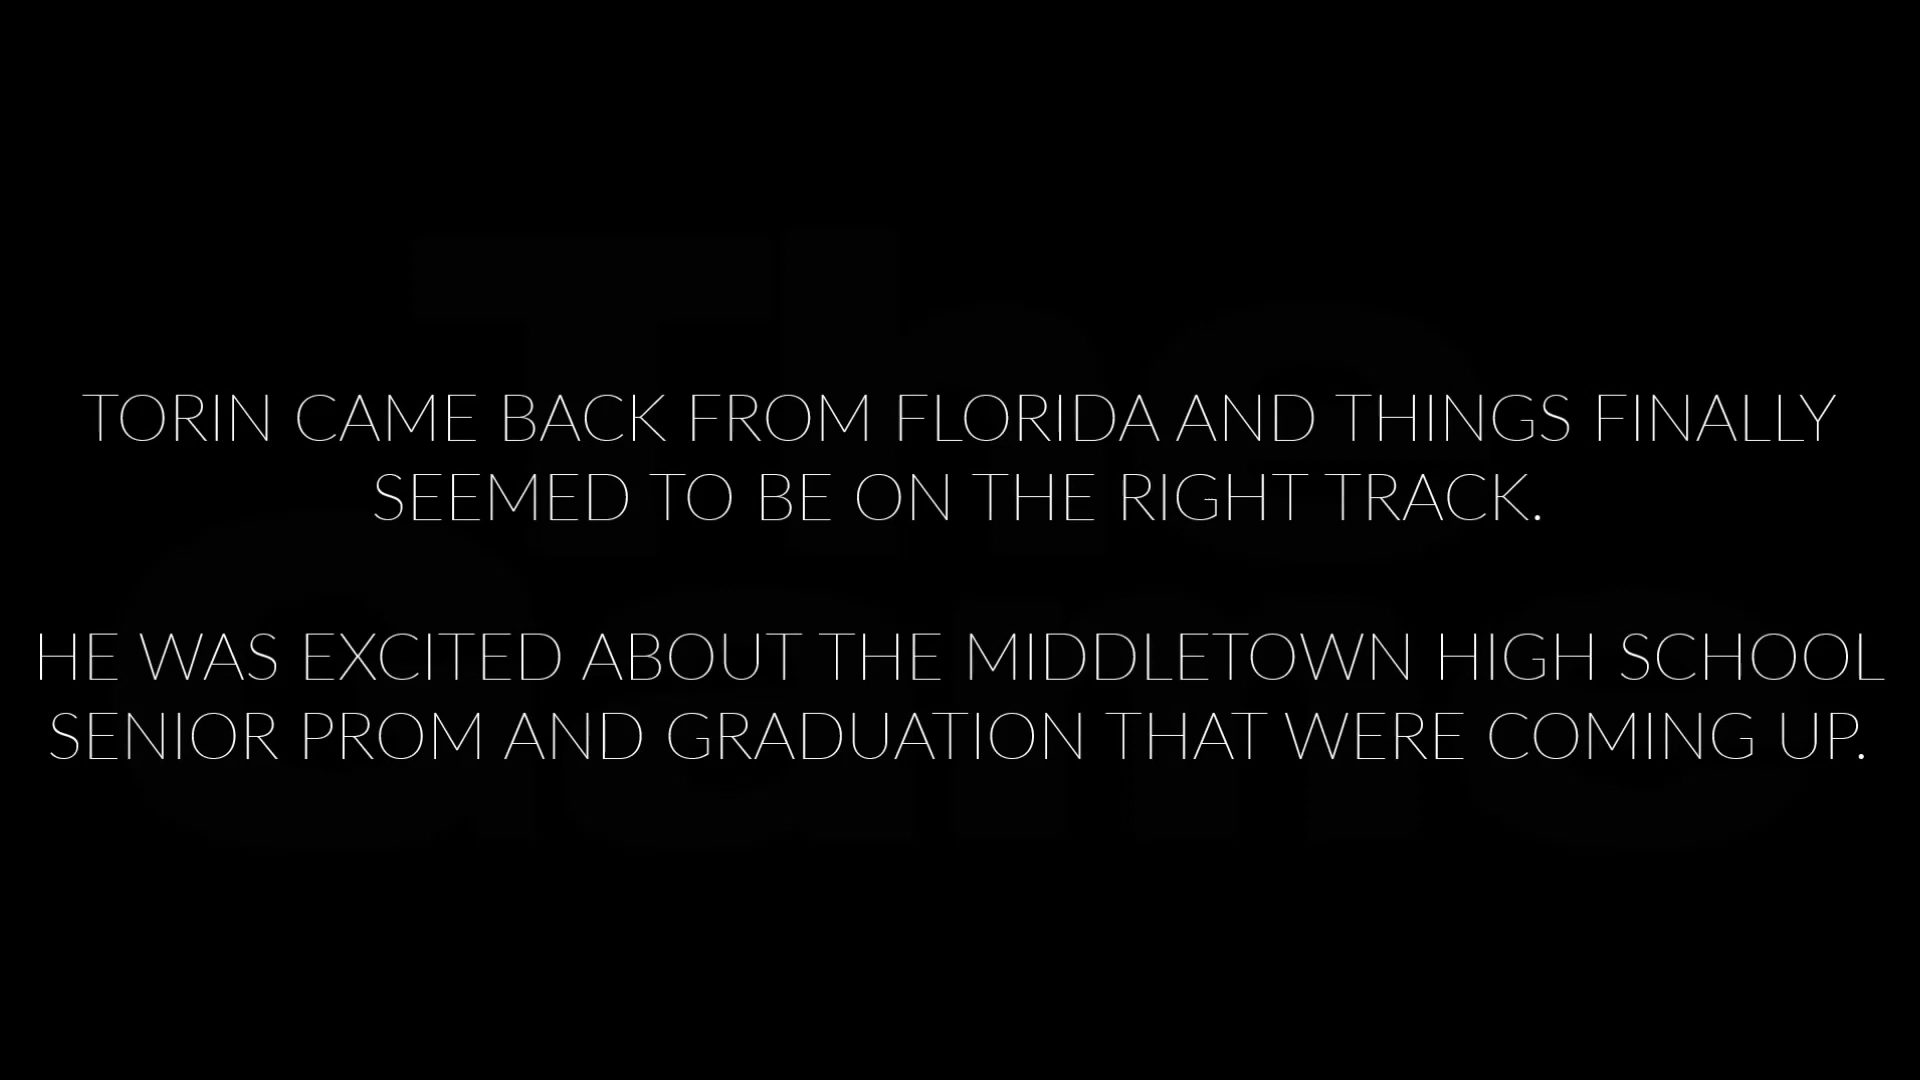 TORIN CAME BACK FROM FLORIDA AND THINGS FINALLY
SEEMED TO BE ON THE RIGHT TRACK.
HE WAS EXCITED ABOUT THE MIDDLETOWN HIGH SCHOOL
SENIOR PROM AND GRADUATION THAT WERE COMING UP.